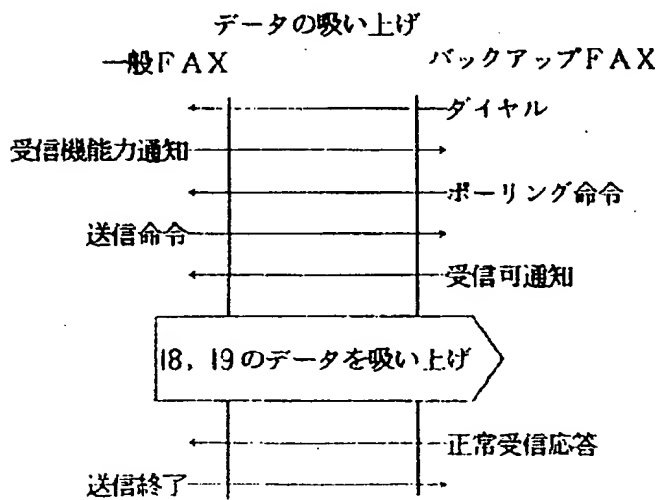 データの吸い上げ
一般FAX
バックアップFAX
ダイヤル
受信機能力通知
ポーリング命令
送信命令
受信可通知
18,19のデータを吸い上げ
正常受信応答
送信終了